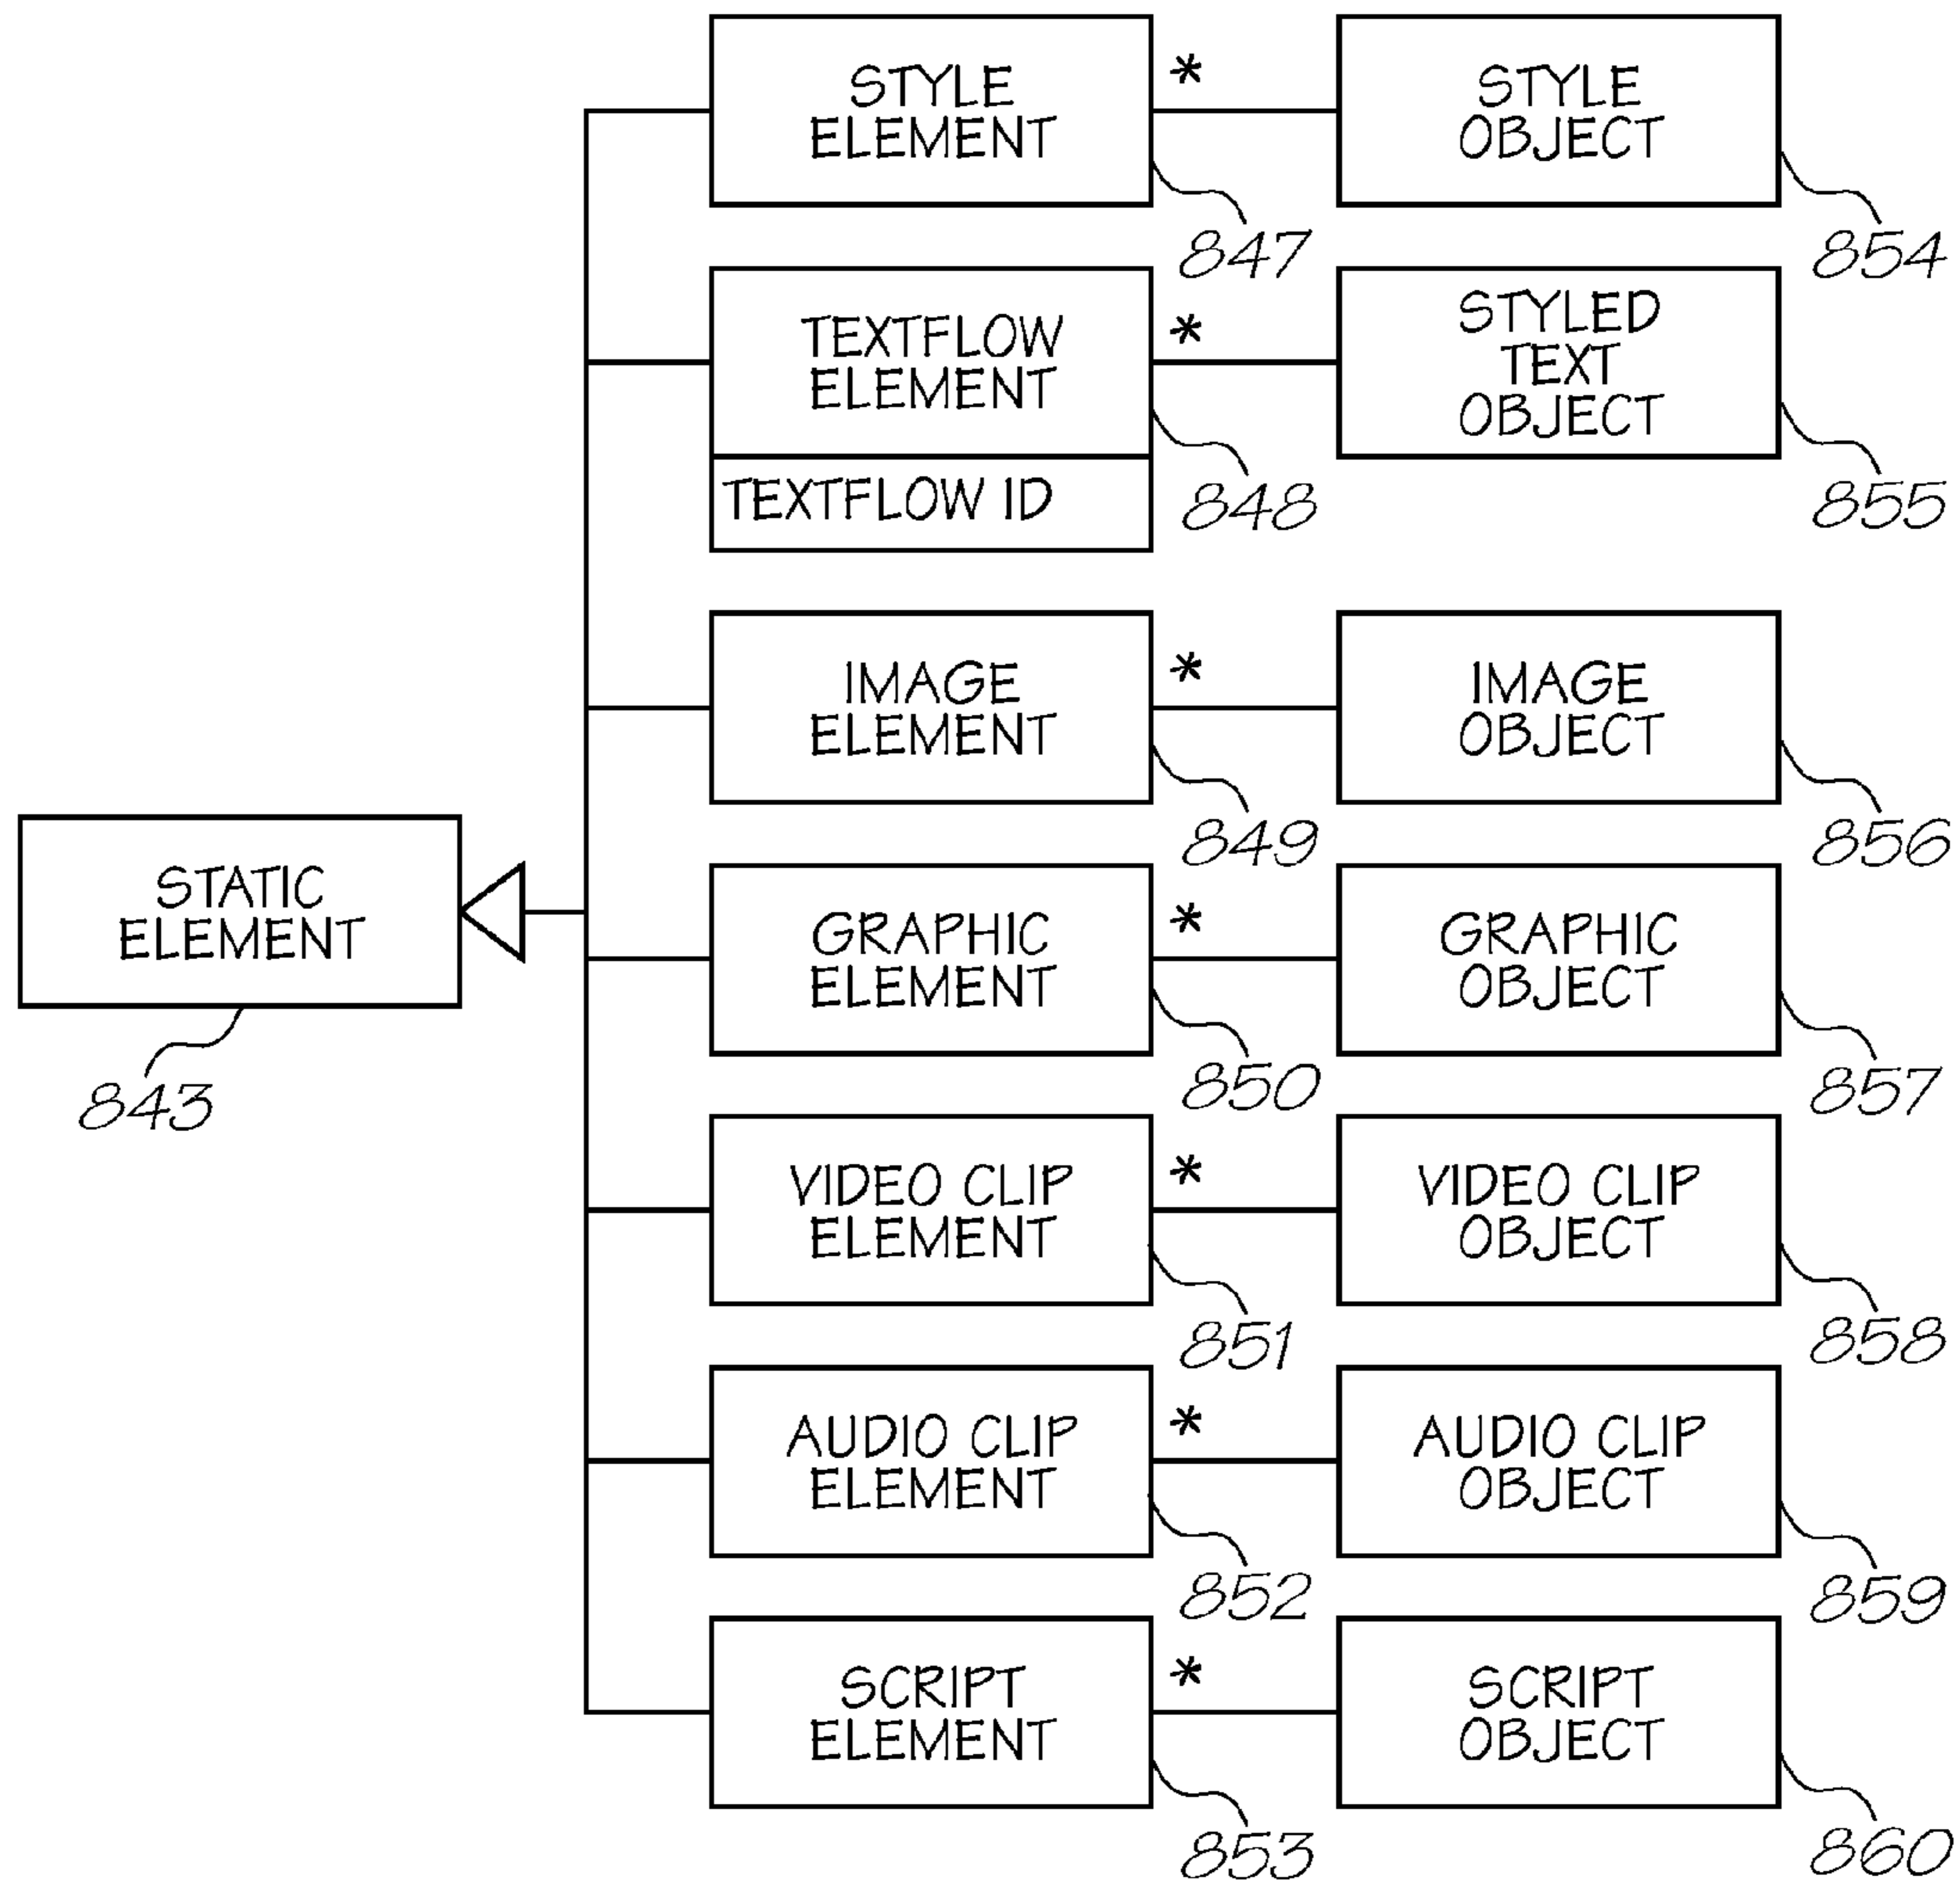 STYLE
ELEMENT
*
STYLE
OBJECT
847
854
TEXTFLOW
ELEMENT
TEXTFLOW ID
*
STYLED
TEXT
OBJECT
848
855
IMAGE
ELEMENT
*
IMAGE
OBJECT
849
856
STATIC
ELEMENT
843
GRAPHIC
ELEMENT
*
GRAPHIC
OBJECT
850
857
VIDEO CLIP
ELEMENT
*
VIDEO CLIP
OBJECT
851
858
AUDIO CLIP
ELEMENT
*
AUDIO CLIP
OBJECT
852
859
SCRIPT
ELEMENT
*
SCRIPT
OBJECT
853
860